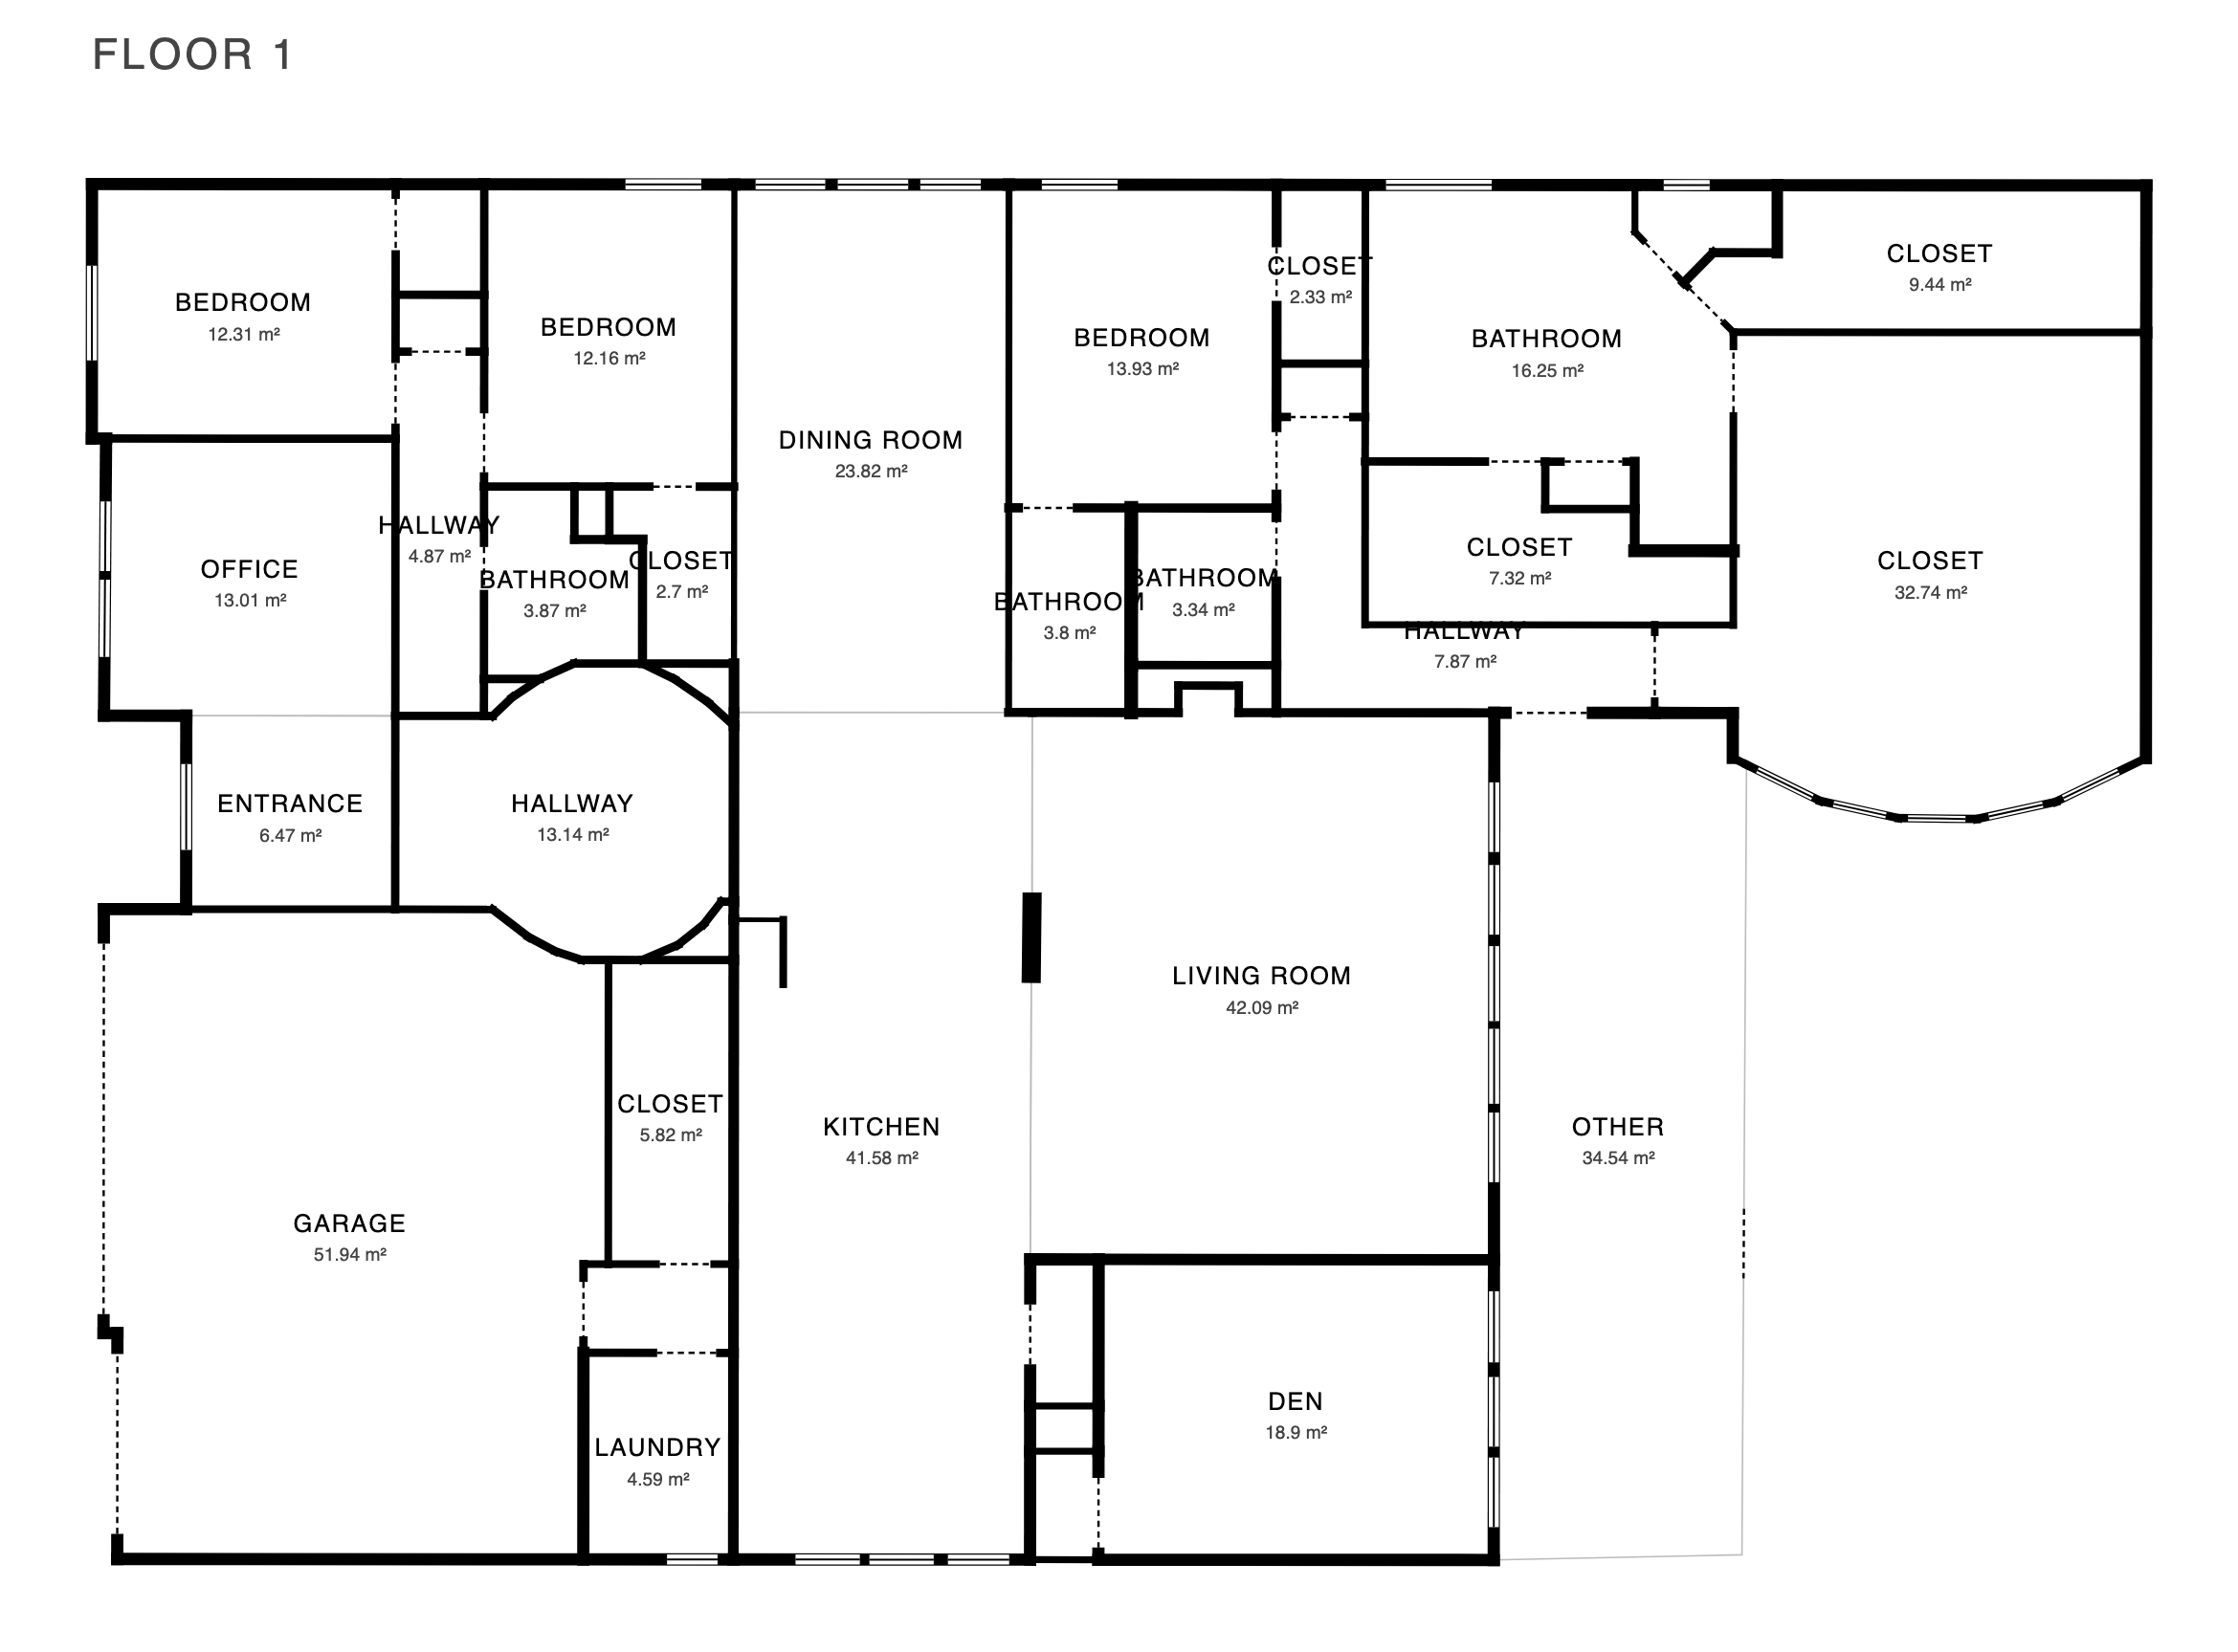 FLOOR 1
BEDROOM
12.31 m²
BEDROOM
12.16 m²
DINING ROOM
23.82 m²
BEDROOM
13.93 m²
CLOSET
2.33 m²
BATHROOM
16.25 m²
CLOSET
9.44 m²
OFFICE
13.01 m²
HALLWAY
4.87 m²
BATHROOM
3.87 m²
CLOSET
2.7 m²
BATHROOM
3.8 m²
BATHROOM
3.34 m²
CLOSET
7.32 m²
HALLWAY
7.87 m²
CLOSET
32.74 m²
ENTRANCE
6.47 m²
HALLWAY
13.14 m²
LIVING ROOM
42.09 m²
CLOSET
5.82 m²
KITCHEN
41.58 m²
OTHER
34.54 m²
GARAGE
51.94 m²
DEN
18.9 m²
LAUNDRY
4.59 m²